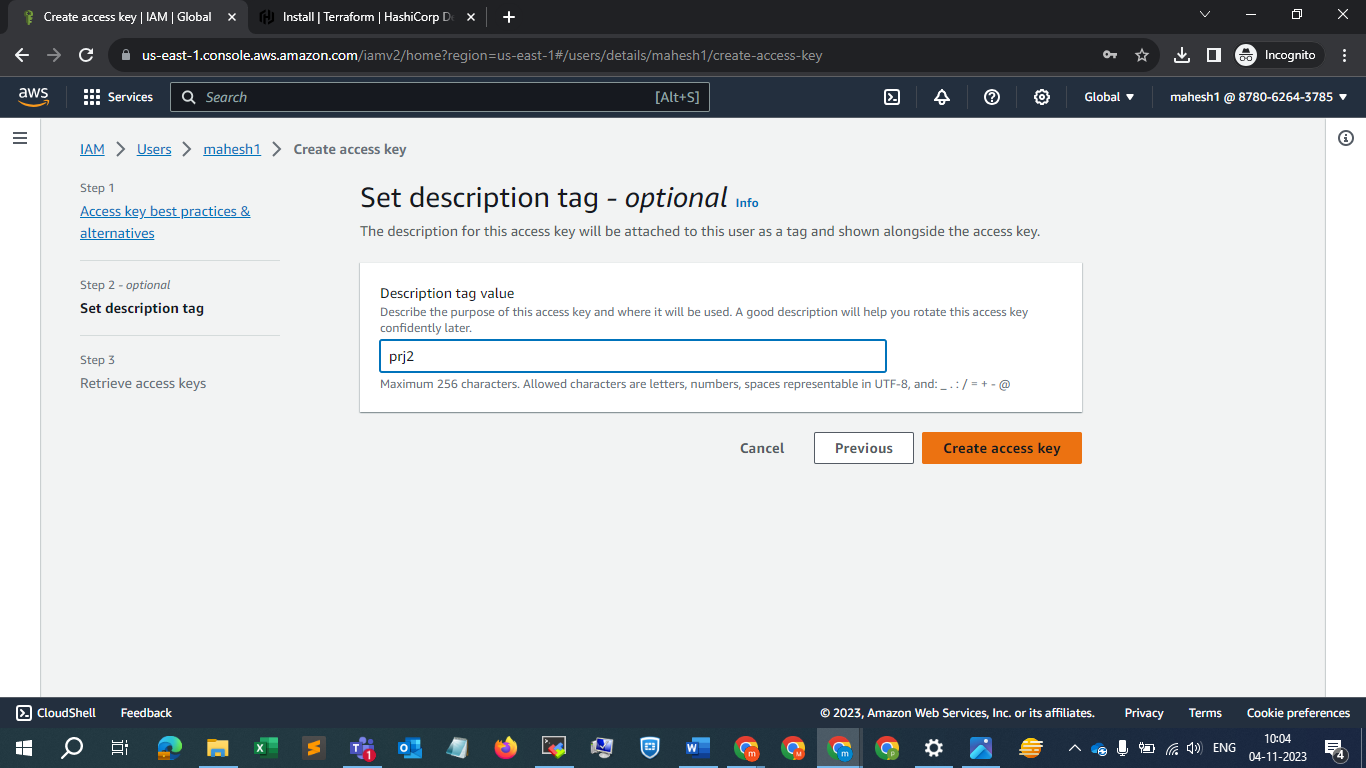 Create access key | IAM | Global
Install | Terraform | HashiCorp De
us-east-1.console.aws.amazon.com/iamv2/home?region=us-east-1#/users/details/mahesh1/create-access-key
Incognito
aws
Services
Search
[Alt+S]
Global
mahesh1 @ 8780-6264-3785
IAM > Users > mahesh1 > Create access key
Step 1
Access key best practices &
alternatives
Step 2 - optional
Set description tag
Step 3
Retrieve access keys
Set description tag - optional Info
The description for this access key will be attached to this user as a tag and shown alongside the access key.
Description tag value
Describe the purpose of this access key and where it will be used. A good description will help you rotate this access key
confidently later.
prj2
Maximum 256 characters. Allowed characters are letters, numbers, spaces representable in UTF-8, and: _ . : / = + - @
Cancel
Previous
Create access key
CloudShell
Feedback
© 2023, Amazon Web Services, Inc. or its affiliates.
Privacy
Terms
Cookie preferences
ENG
10:04
04-11-2023
4